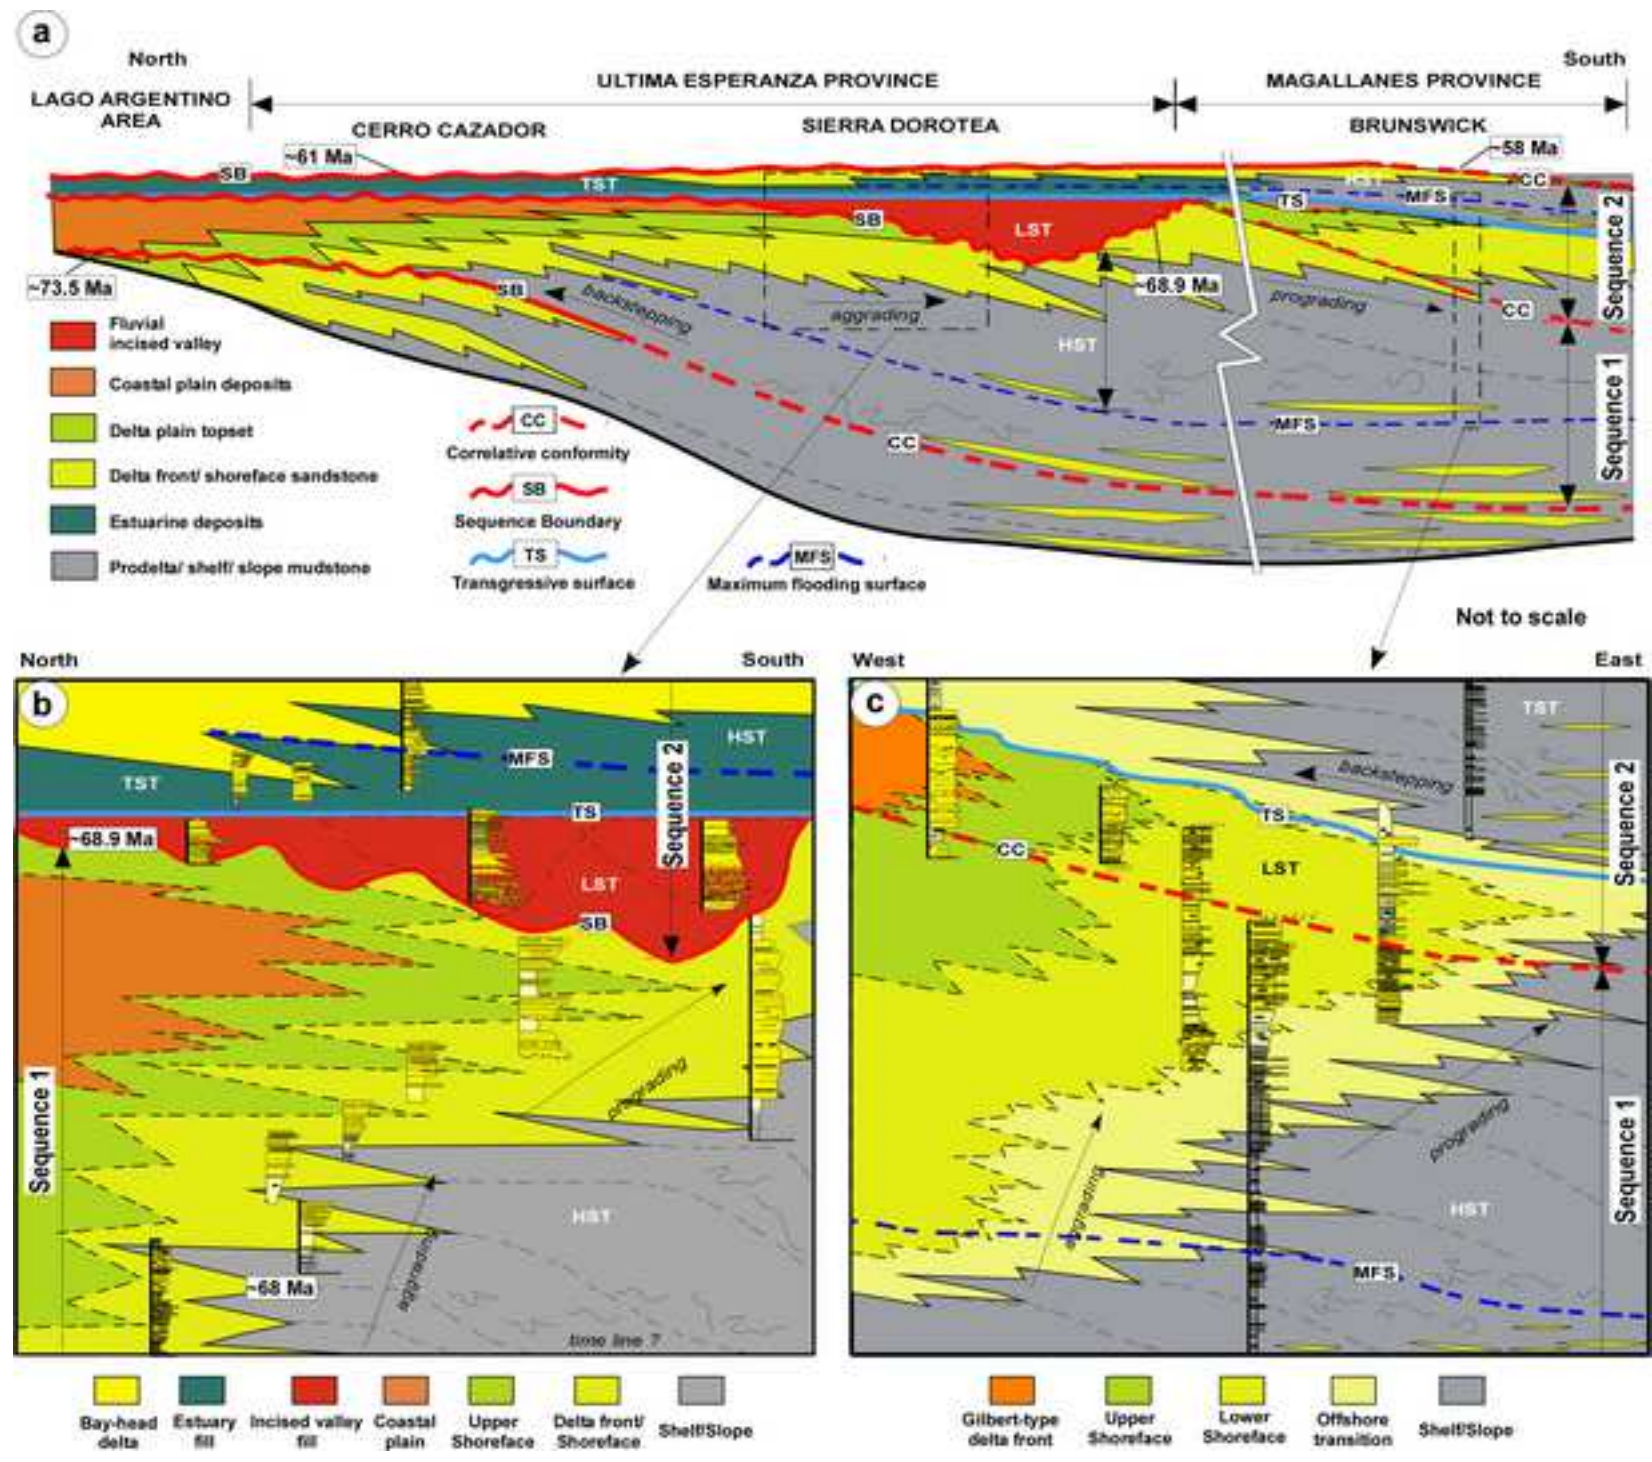 a
North
South
LAGO ARGENTINO
AREA
ULTIMA ESPERANZA PROVINCE
MAGALLANES PROVINCE
CERRO CAZADOR
SIERRA DOROTEA
BRUNSWICK
~61 Ma
~58 Ma
SB
TST
HST
CC
TS
MFS
SB
LST
~73.5 Ma
SB
backstepping
aggrading
~68.9 Ma
prograding
CC
HST
MFS
CC
Sequence 2
Sequence 1
Fluvial
incised valley
Coastal plain deposits
Delta plain topset
Delta front/ shoreface sandstone
Estuarine deposits
Prodelta/ shelf/ slope mudstone
CC
Correlative conformity
SB
Sequence Boundary
TS
Transgressive surface
MFS
Maximum flooding surface
Not to scale
North
South
b
HST
MFS
TST
TS
Sequence 2
~68.9 Ma
LST
SB
prograding
Sequence 1
HST
aggrading
~68 Ma
time line ?
Bay-head
delta
Estuary
fill
Incised valley
fill
Coastal
plain
Upper
Shoreface
Delta front/
Shoreface
Shelf/Slope
West
East
c
TST
backstepping
TS
CC
LST
Sequence 2
prograding
aggrading
Sequence 1
HST
MFS
Gilbert-type
delta front
Upper
Shoreface
Lower
Shoreface
Offshore
transition
Shelf/Slope